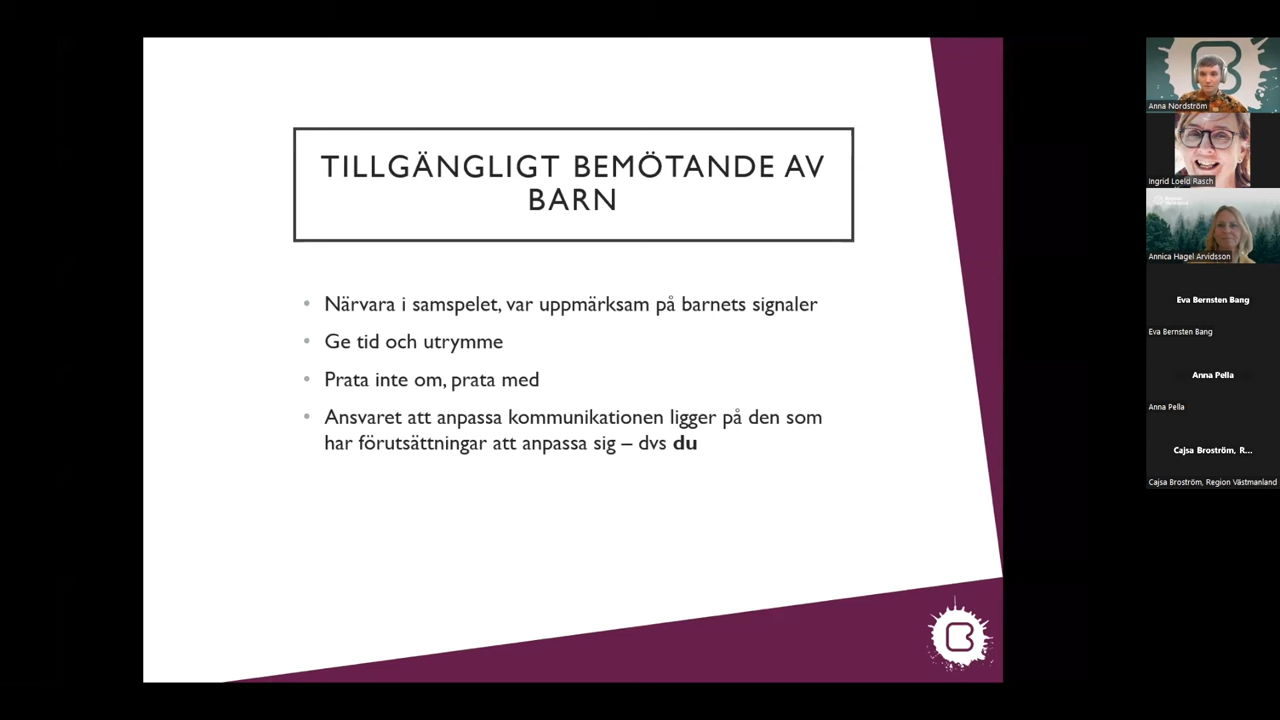 TILLGÄNGLIGT BEMÖTANDE AV
BARN
• Närvara i samspelet, var uppmärksam på barnets signaler
• Ge tid och utrymme
• Prata inte om, prata med
• Ansvaret att anpassa kommunikationen ligger på den som
har förutsättningar att anpassa sig – dvs du
Anna Nordström
Ingrid Loeld Rasch
Annica Hagel Arvidsson
Eva Bernsten Bang
Eva Bernsten Bang
Anna Pella
Anna Pella
Cajsa Broström, R...
Cajsa Broström, Region Västmanland